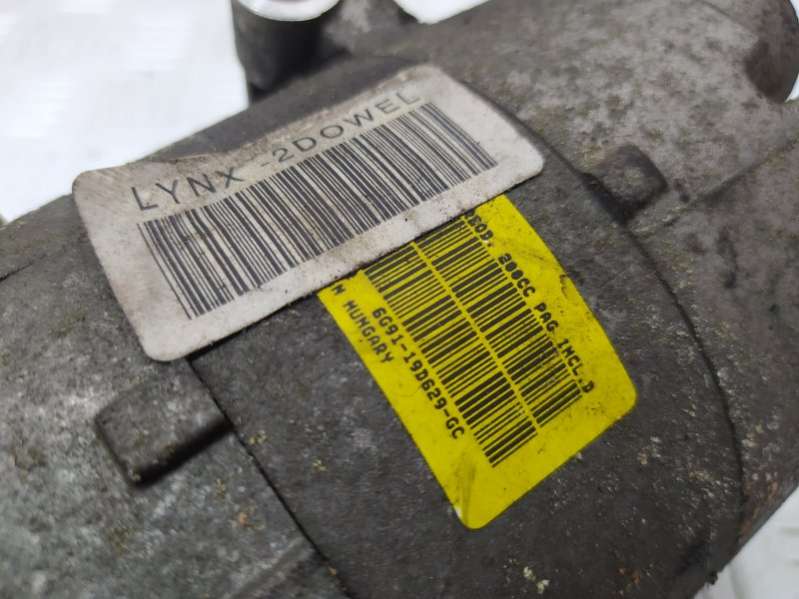 LYNX -2DOWEL
200CC PAG INCL.D
6G91-19D629-GC
HUNGARY